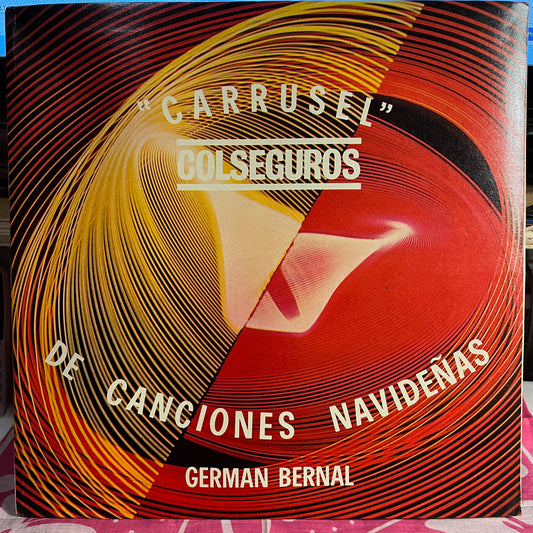 "CARRUSEL"
COLSEGUROS
DE CANCIONES NAVIDEÑAS
GERMAN BERNAL